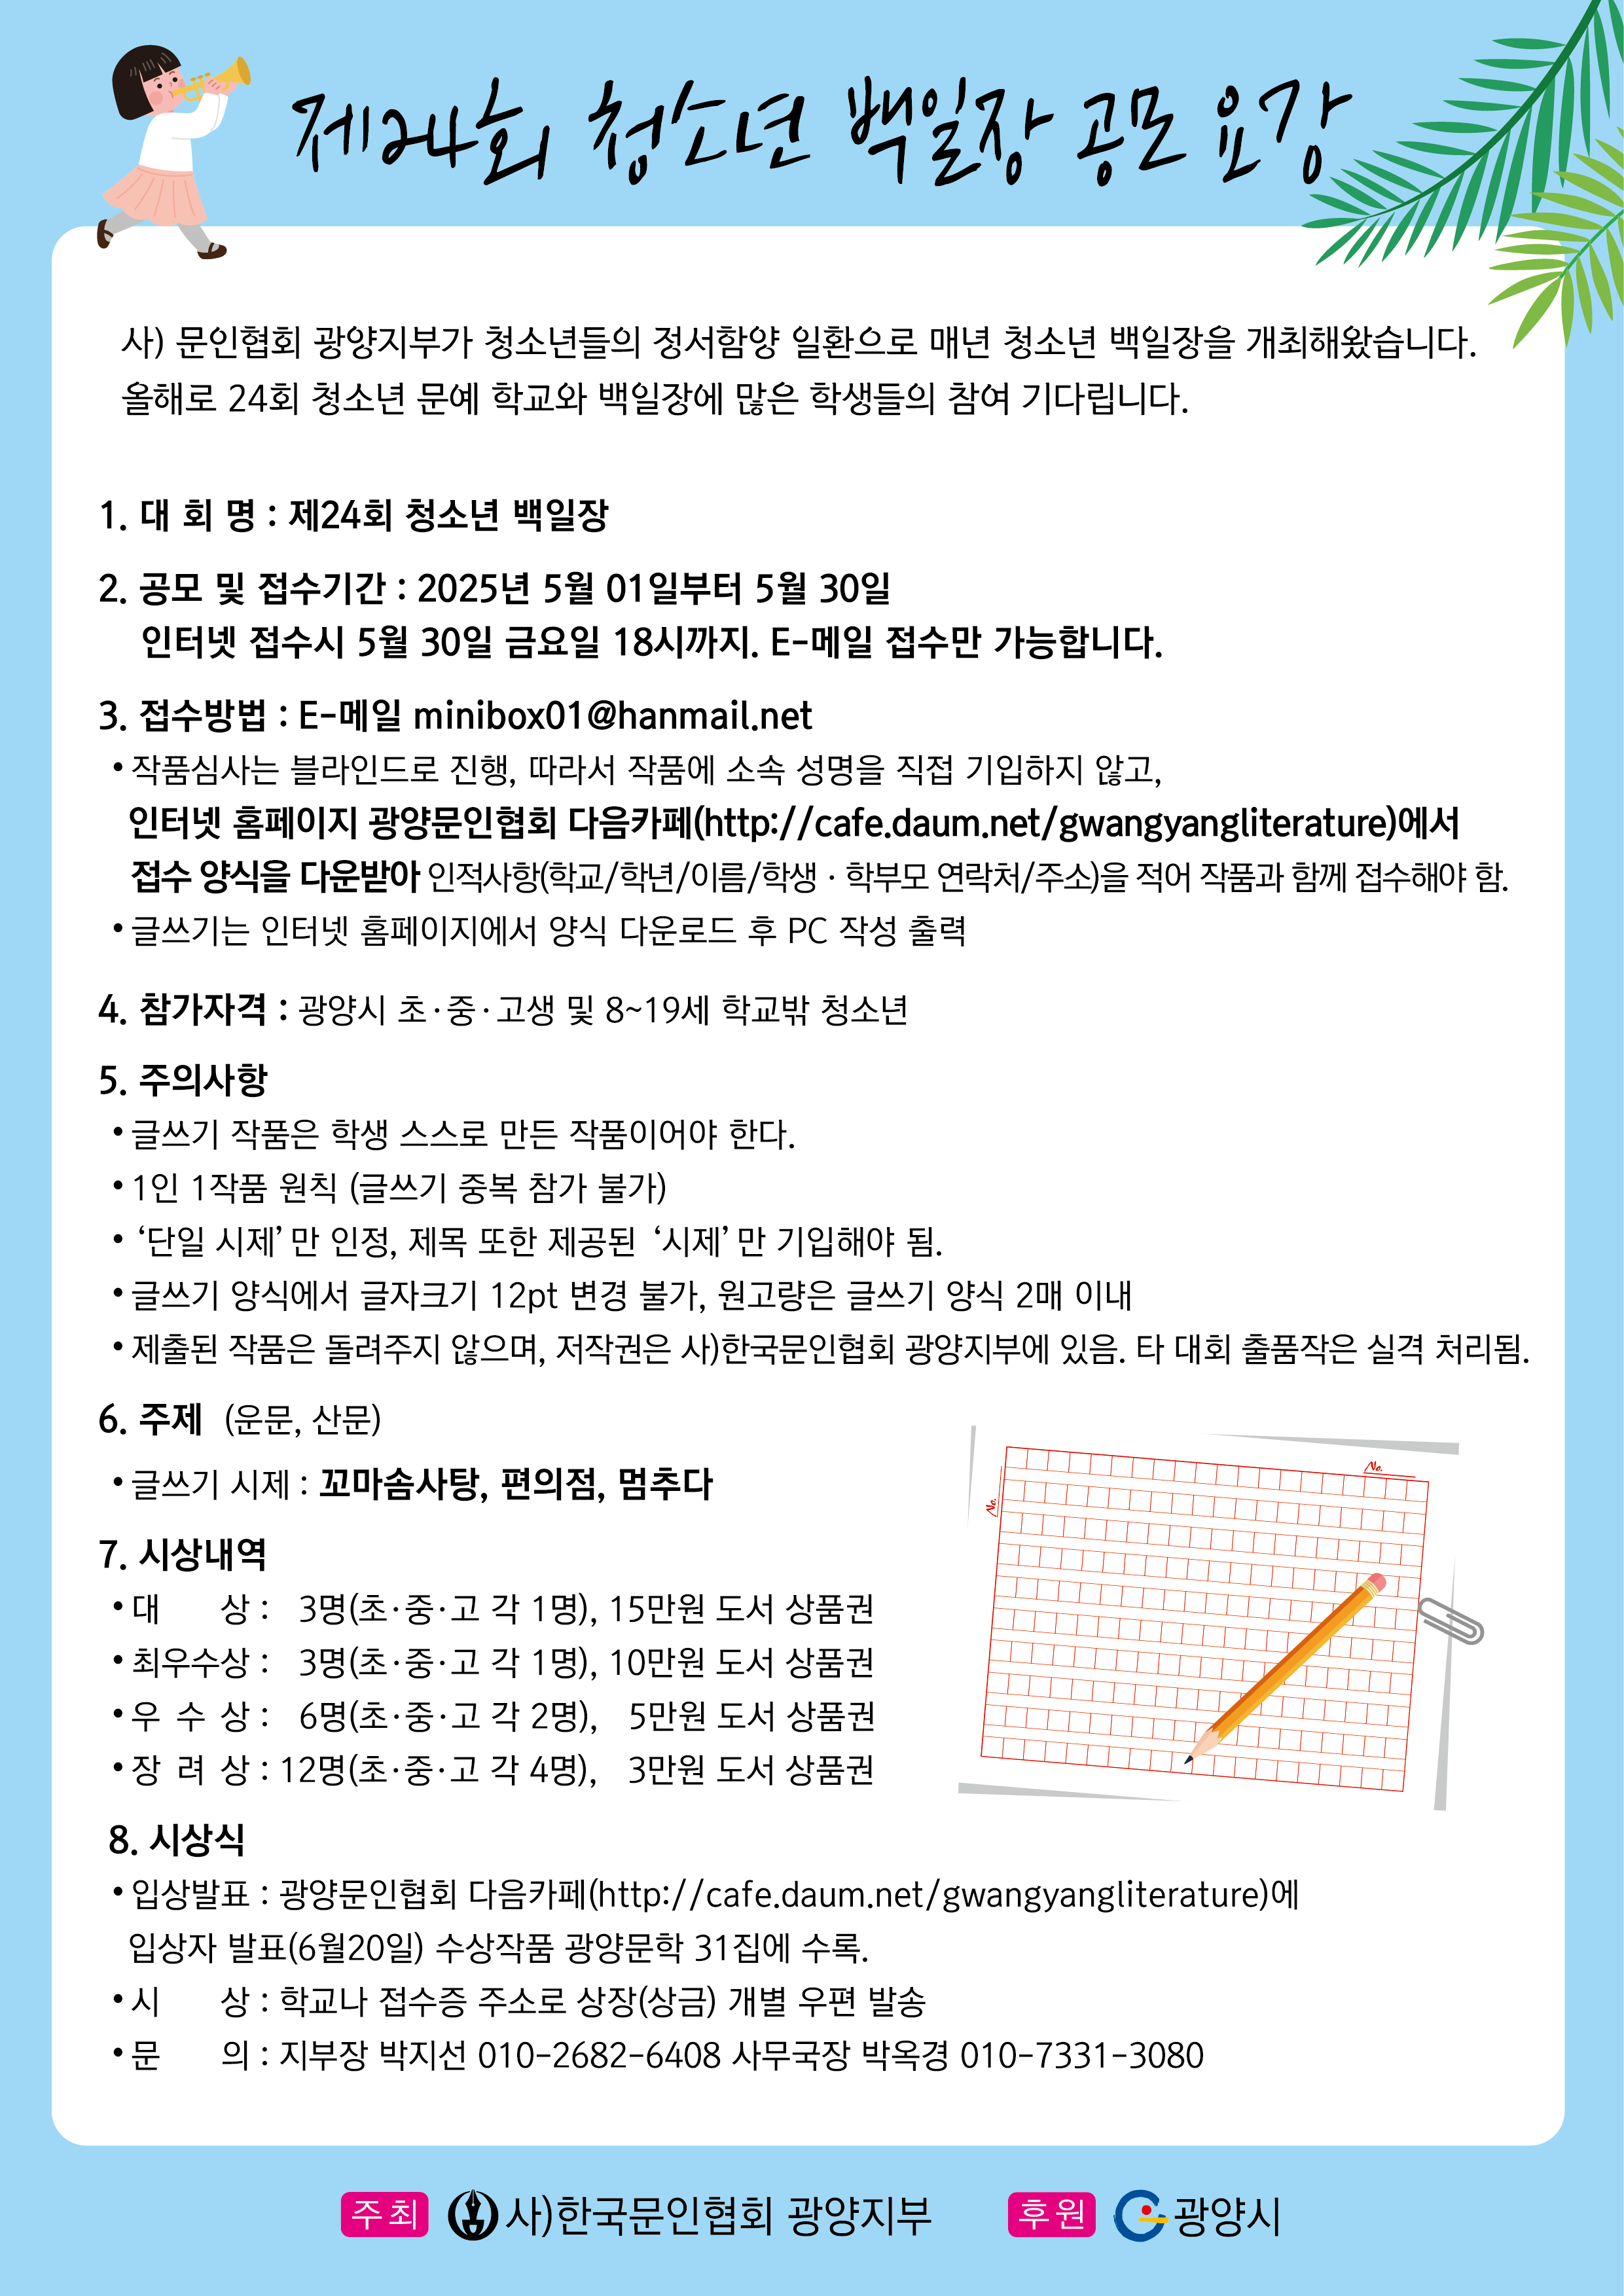 제24회 청소년 백일장 공모 요강
사) 문인협회 광양지부가 청소년들의 정서함양 일환으로 매년 청소년 백일장을 개최해왔습니다.
올해로 24회 청소년 문예 학교와 백일장에 많은 학생들의 참여 기다립니다.
1. 대 회 명 : 제24회 청소년 백일장
2. 공모 및 접수기간 : 2025년 5월 01일부터 5월 30일
인터넷 접수시 5월 30일 금요일 18시까지. E-메일 접수만 가능합니다.
3. 접수방법 : E-메일 minibox01@hanmail.net
• 작품심사는 블라인드로 진행, 따라서 작품에 소속 성명을 직접 기입하지 않고,
인터넷 홈페이지 광양문인협회 다음카페(http://cafe.daum.net/gwangyangliterature)에서
접수 양식을 다운받아 인적사항(학교/학년/이름/학생 · 학부모 연락처/주소)을 적어 작품과 함께 접수해야 함.
• 글쓰기는 인터넷 홈페이지에서 양식 다운로드 후 PC 작성 출력
4. 참가자격 : 광양시 초·중·고생 및 8~19세 학교밖 청소년
5. 주의사항
• 글쓰기 작품은 학생 스스로 만든 작품이어야 한다.
• 1인 1작품 원칙 (글쓰기 중복 참가 불가)
• ‘단일 시제’만 인정, 제목 또한 제공된 ‘시제’만 기입해야 됨.
• 글쓰기 양식에서 글자크기 12pt 변경 불가, 원고량은 글쓰기 양식 2매 이내
• 제출된 작품은 돌려주지 않으며, 저작권은 사)한국문인협회 광양지부에 있음. 타 대회 출품작은 실격 처리됨.
6. 주제 (운문, 산문)
• 글쓰기 시제 : 꼬마솜사탕, 편의점, 멈추다
No.
No.
7. 시상내역
• 대 상 : 3명(초·중·고 각 1명), 15만원 도서 상품권
• 최우수상 : 3명(초·중·고 각 1명), 10만원 도서 상품권
• 우 수 상 : 6명(초·중·고 각 2명), 5만원 도서 상품권
• 장 려 상 : 12명(초·중·고 각 4명), 3만원 도서 상품권
8. 시상식
• 입상발표 : 광양문인협회 다음카페(http://cafe.daum.net/gwangyangliterature)에
입상자 발표(6월20일) 수상작품 광양문학 31집에 수록.
• 시 상 : 학교나 접수증 주소로 상장(상금) 개별 우편 발송
• 문 의 : 지부장 박지선 010-2682-6408 사무국장 박옥경 010-7331-3080
주최 사)한국문인협회 광양지부 후원 광양시